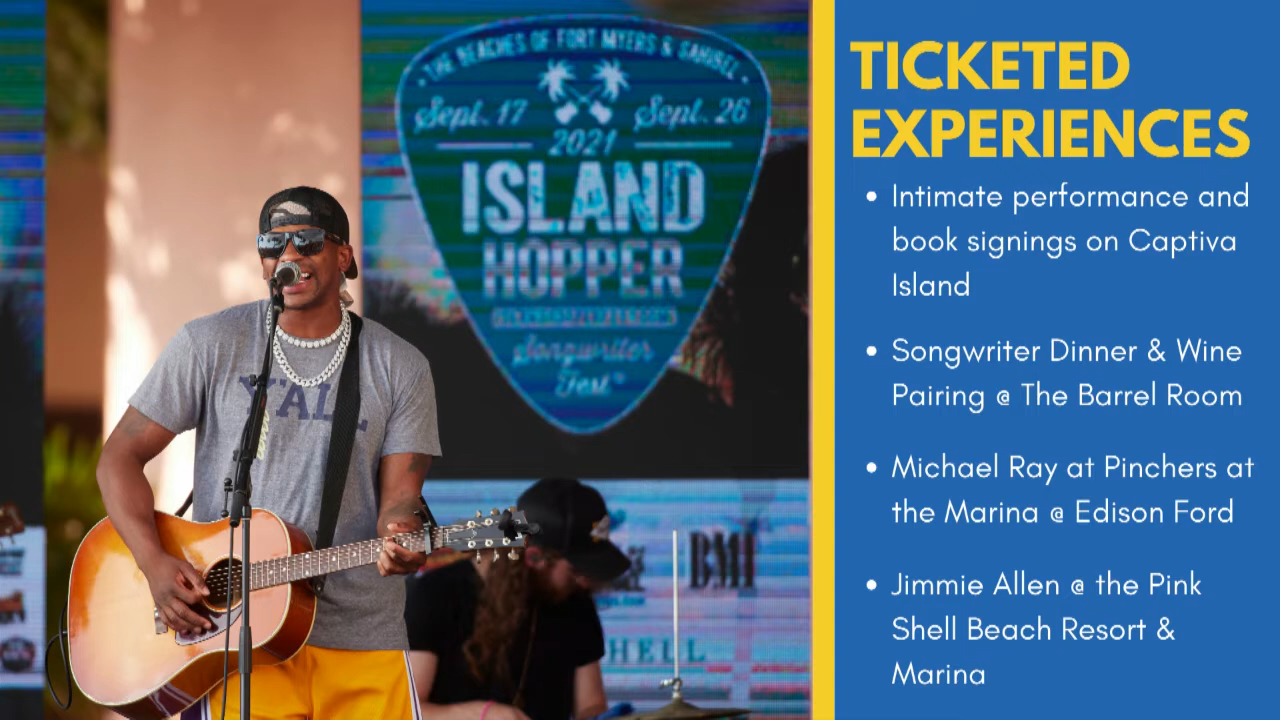 • THE BEACHES OF FORT MYERS & SANIBEL •
Sept. 17
Sept. 26
2021
ISLAND
HOPPER
Songwriter
Fest
Y'ALL
BMI
SHELL
TICKETED
EXPERIENCES
• Intimate performance and
book signings on Captiva
Island
• Songwriter Dinner & Wine
Pairing @ The Barrel Room
• Michael Ray at Pinchers at
the Marina @ Edison Ford
• Jimmie Allen @ the Pink
Shell Beach Resort &
Marina